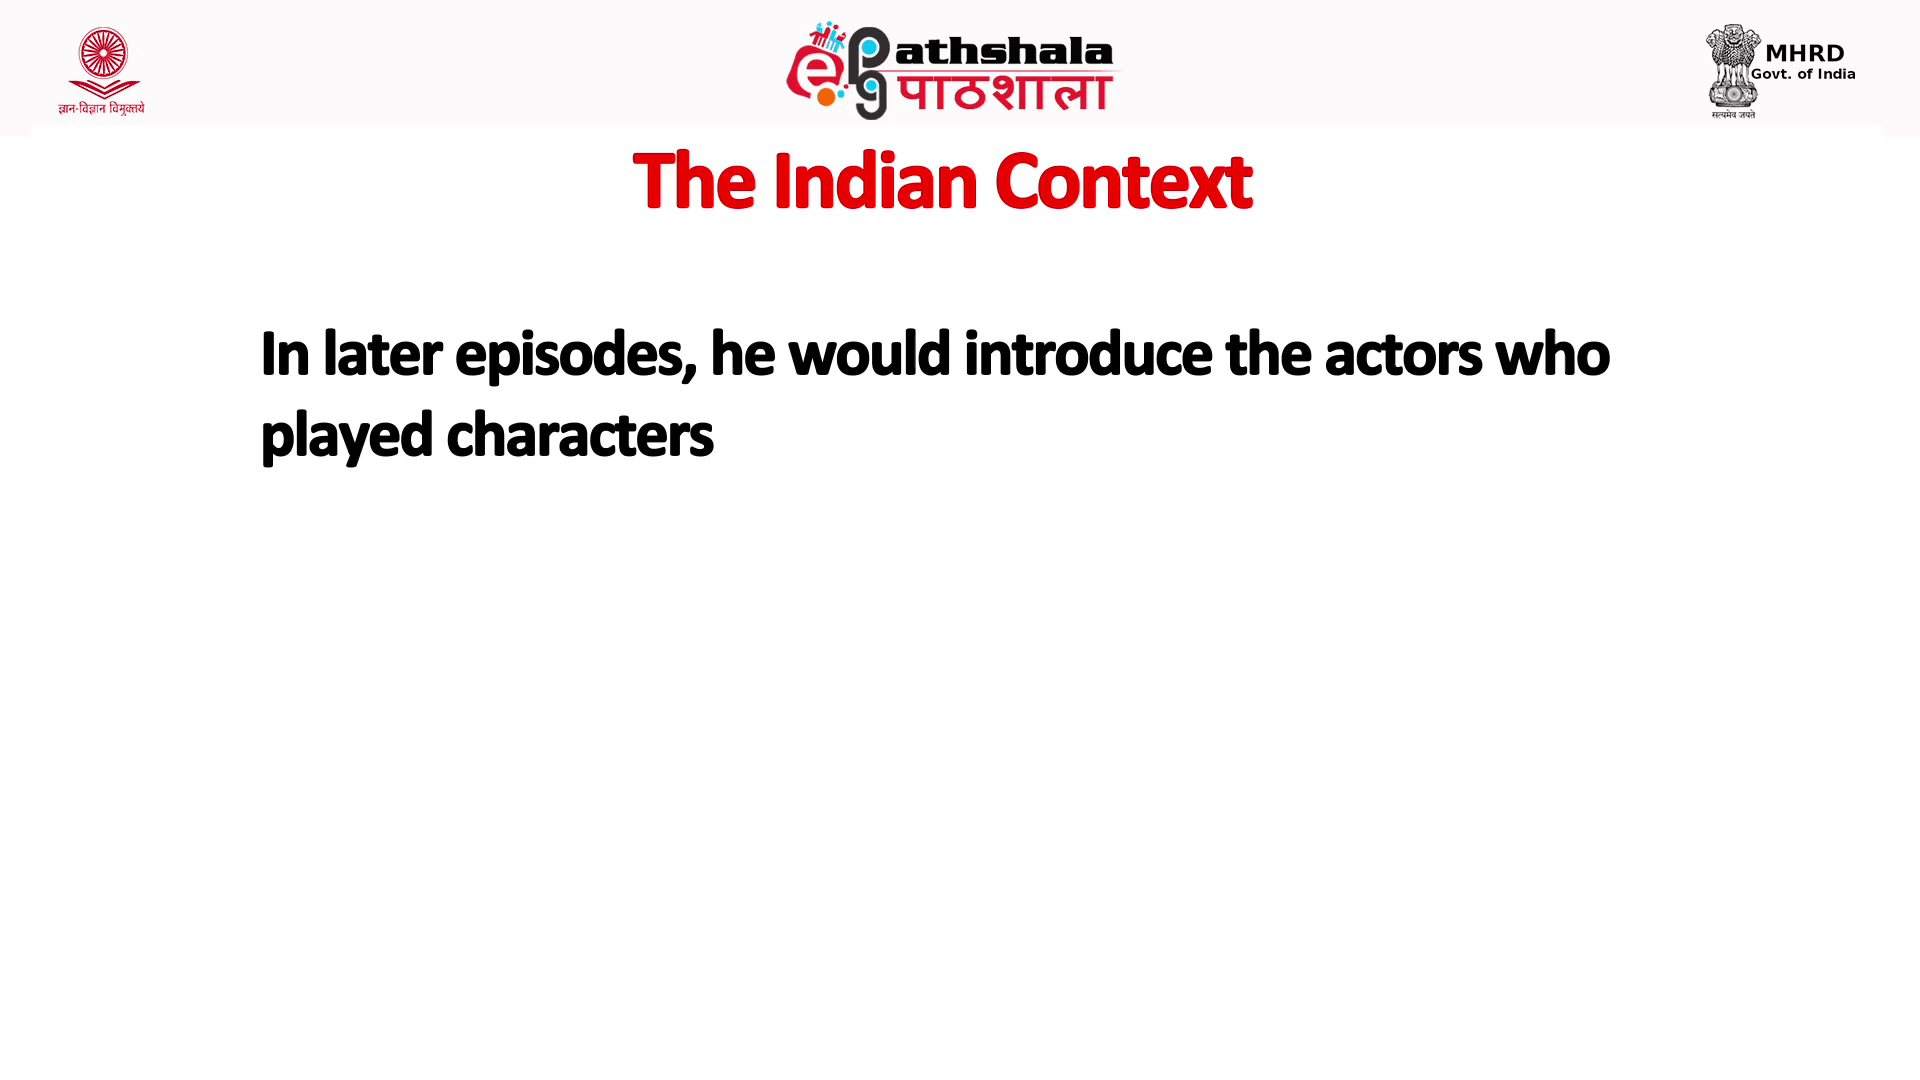 ज्ञान-विज्ञान विमुक्तये
ePG athshala
पाठशाला
MHRD
Govt. of India
सत्यमेव जयते
The Indian Context
In later episodes, he would introduce the actors who
played characters